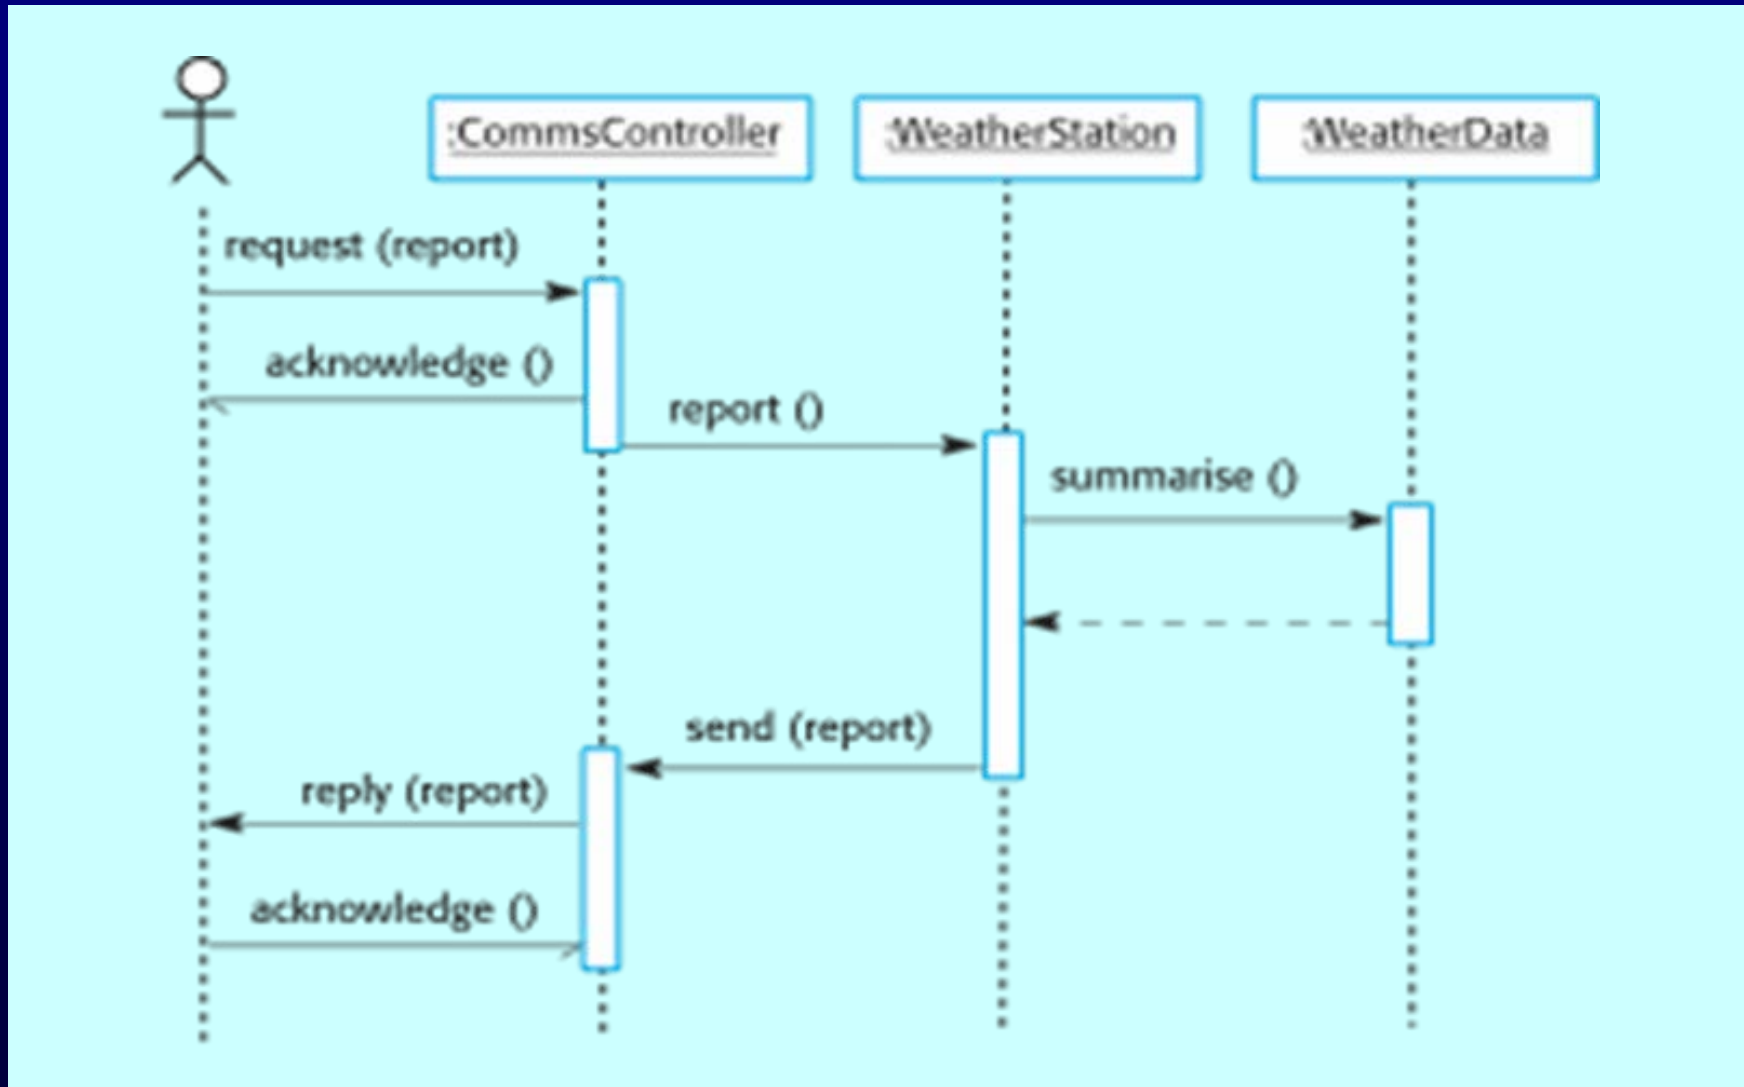 :CommsController
:WeatherStation
:WeatherData
request (report)
acknowledge ()
report ()
summarise ()
send (report)
reply (report)
acknowledge ()